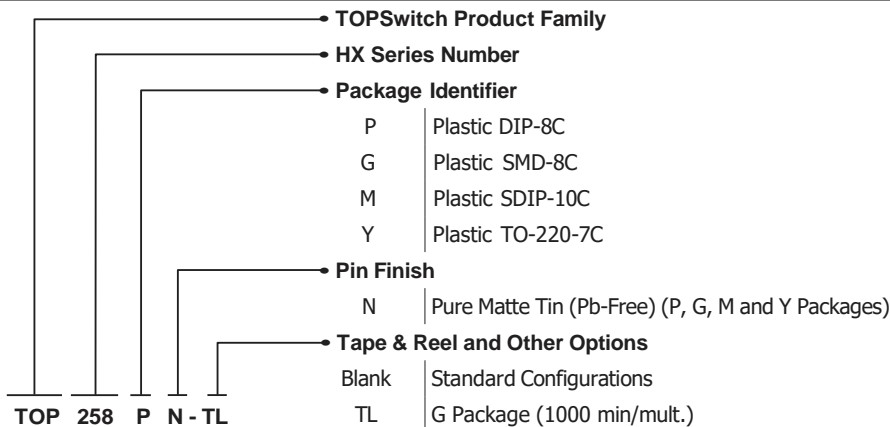 TOPSwitch Product Family
HX Series Number
Package Identifier
P Plastic DIP-8C
G Plastic SMD-8C
M Plastic SDIP-10C
Y Plastic TO-220-7C
Pin Finish
N Pure Matte Tin (Pb-Free) (P, G, M and Y Packages)
Tape & Reel and Other Options
Blank Standard Configurations
TL G Package (1000 min/mult.)
TOP 258 P N - TL